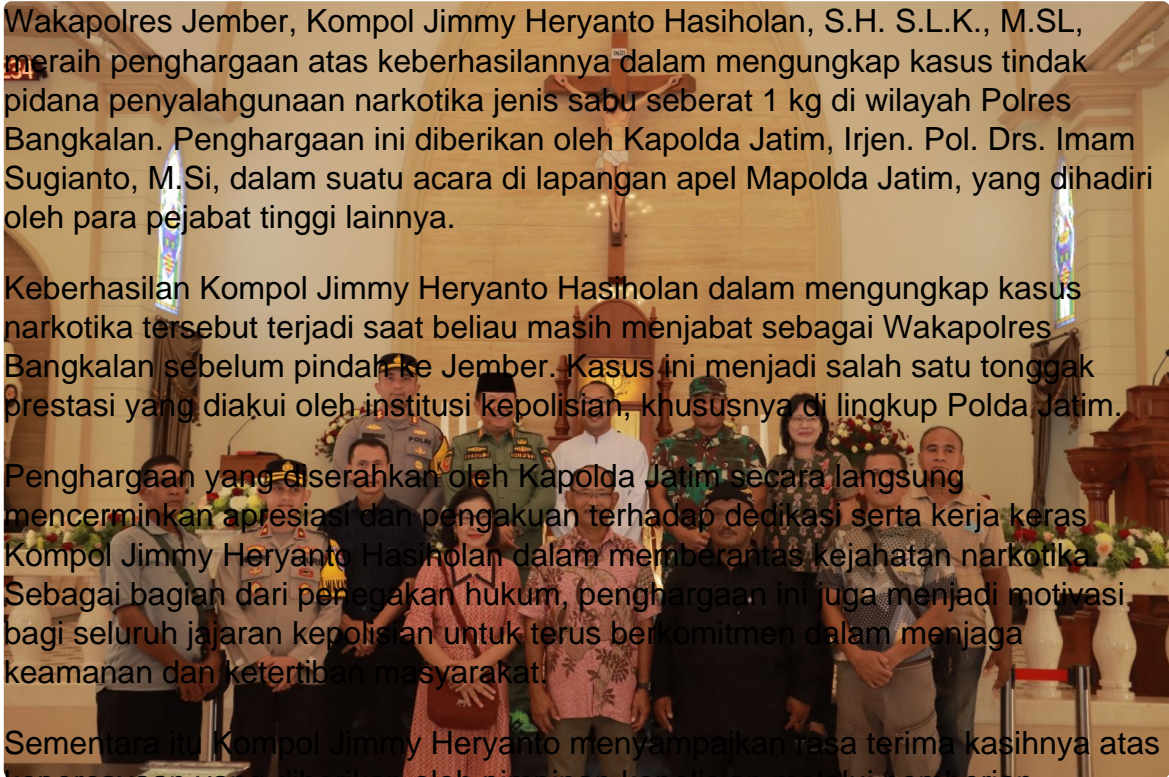 Wakapolres Jember, Kompol Jimmy Heryanto Hasiholan, S.H. S.L.K., M.SL,
meraih penghargaan atas keberhasilannya dalam mengungkap kasus tindak
pidana penyalahgunaan narkotika jenis sabu seberat 1 kg di wilayah Polres
Bangkalan. Penghargaan ini diberikan oleh Kapolda Jatim, Irjen. Pol. Drs. Imam
Sugianto, M.Si, dalam suatu acara di lapangan apel Mapolda Jatim, yang dihadiri
oleh para pejabat tinggi lainnya.
Keberhasilan Kompol Jimmy Heryanto Hasiholan dalam mengungkap kasus
narkotika tersebut terjadi saat beliau masih menjabat sebagai Wakapolres
Bangkalan sebelum pindah ke Jember. Kasus ini menjadi salah satu tonggak
prestasi yang diakui oleh institusi kepolisian, khususnya di lingkup Polda Jatim.
Penghargaan yang diserahkan oleh Kapolda Jatim secara langsung
mencerminkan apresiasi dan pengakuan terhadap dedikasi serta kerja keras
Kompol Jimmy Heryanto Hasiholan dalam memberantas kejahatan narkotika.
Sebagai bagian dari penegakan hukum, penghargaan ini juga menjadi motivasi
bagi seluruh jajaran kepolisian untuk terus berkomitmen dalam menjaga
keamanan dan ketertiban masyarakat.
Sementara itu Kompol Jimmy Heryanto menyampaikan rasa terima kasihnya atas
INRI
POLRI